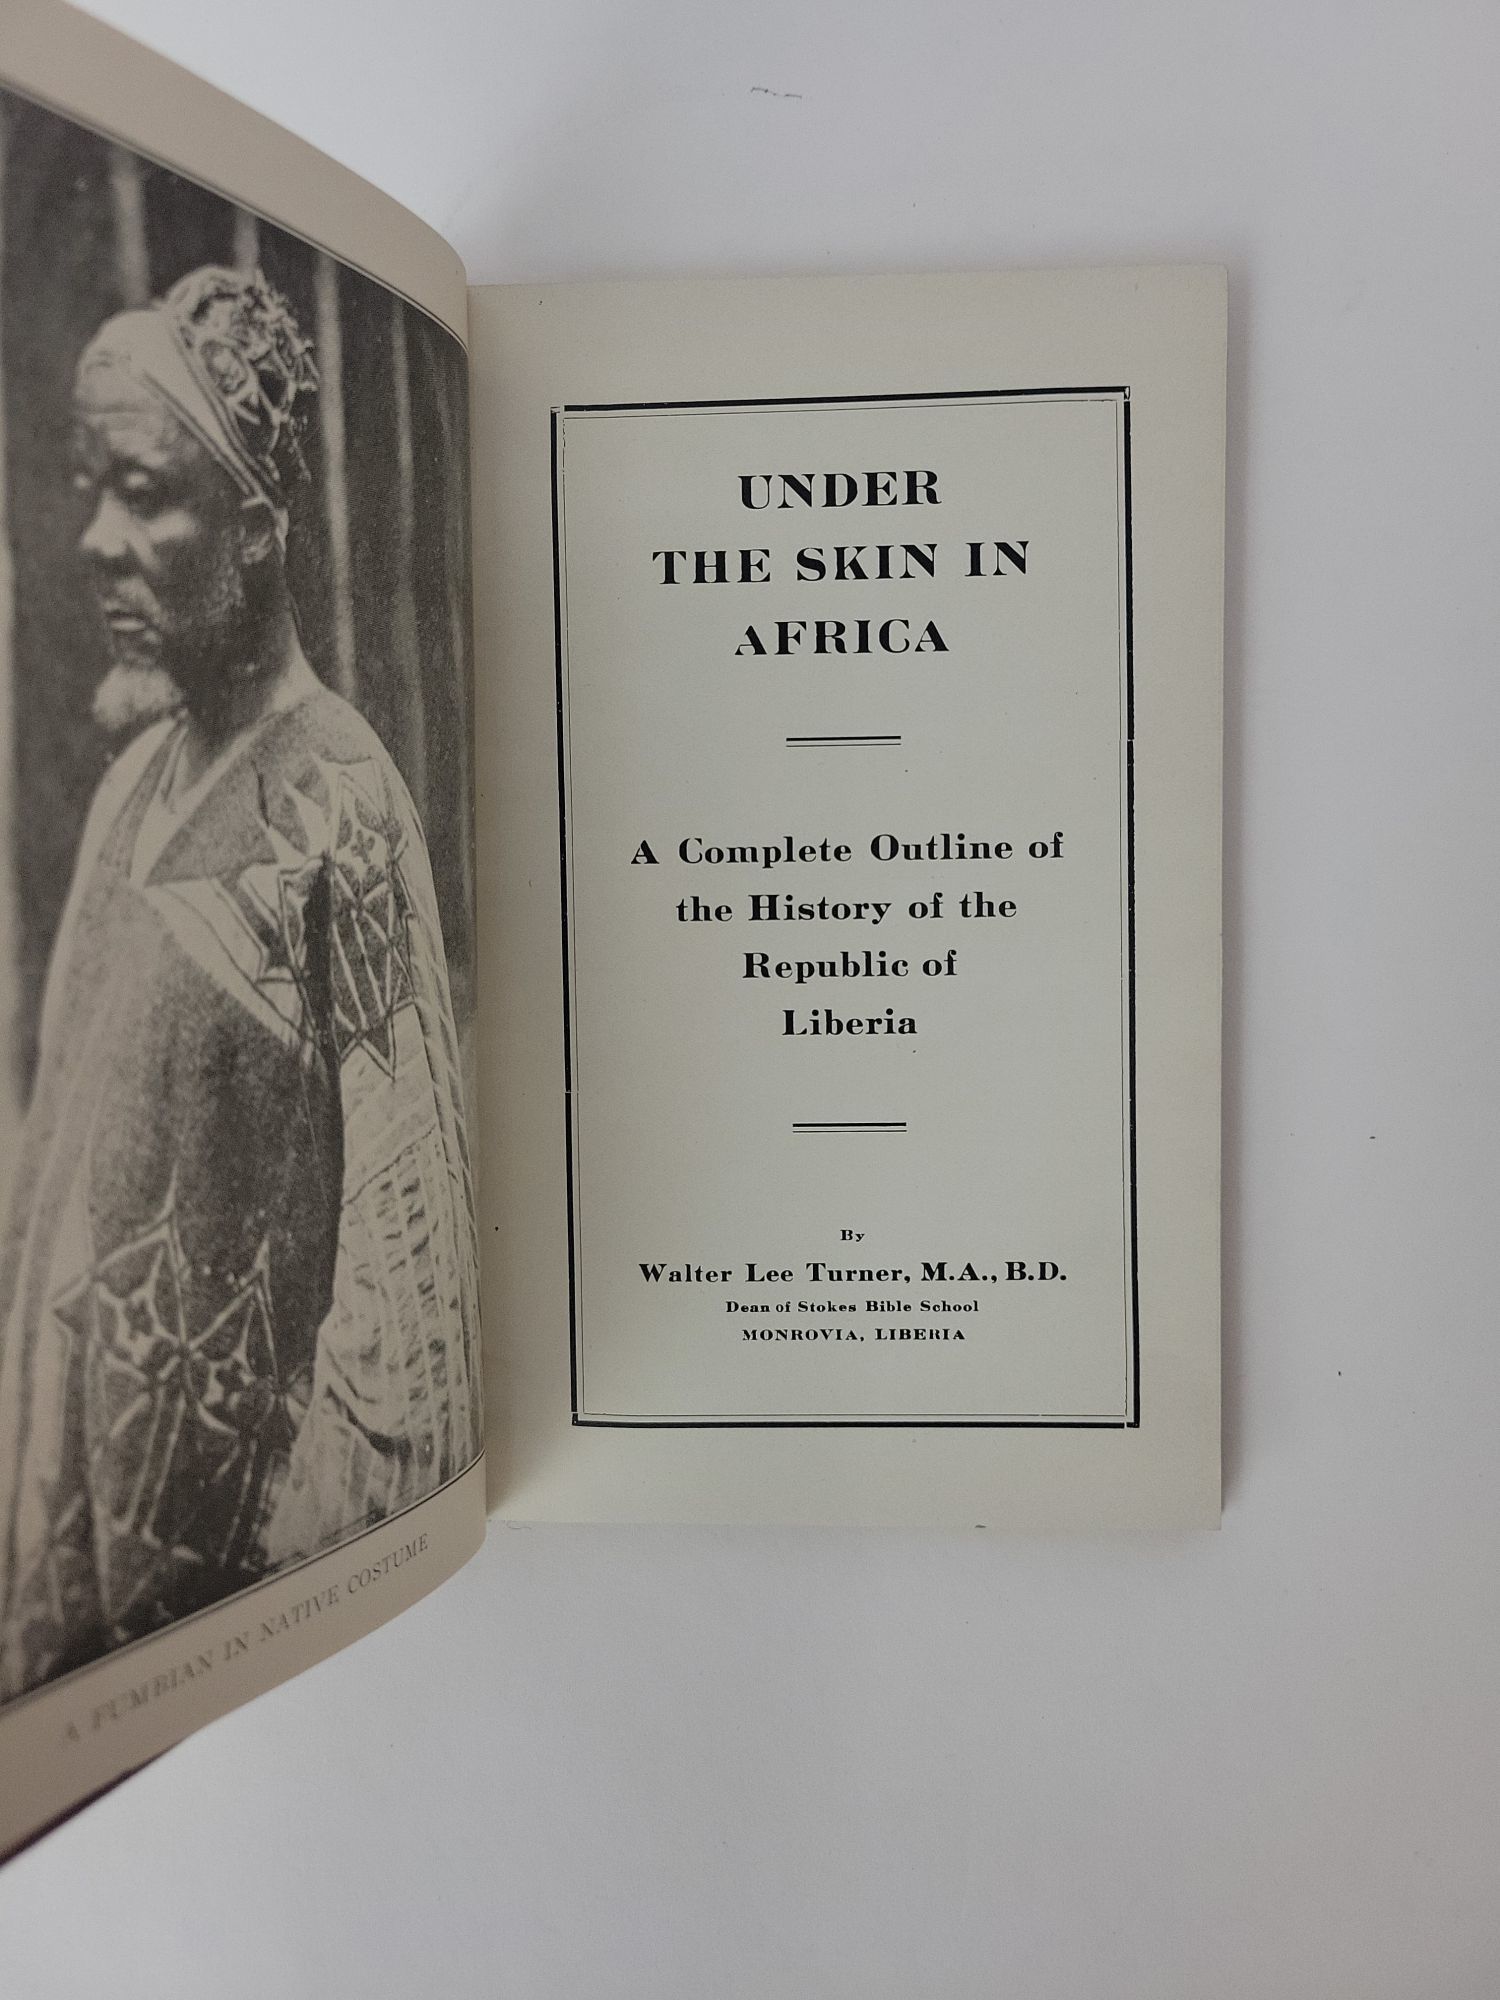 A FUMBIAN IN NATIVE COSTUME
UNDER
THE SKIN IN
AFRICA
A Complete Outline of
the History of the
Republic of
Liberia
By
Walter Lee Turner, M.A., B.D.
Dean of Stokes Bible School
MONROVIA, LIBERIA